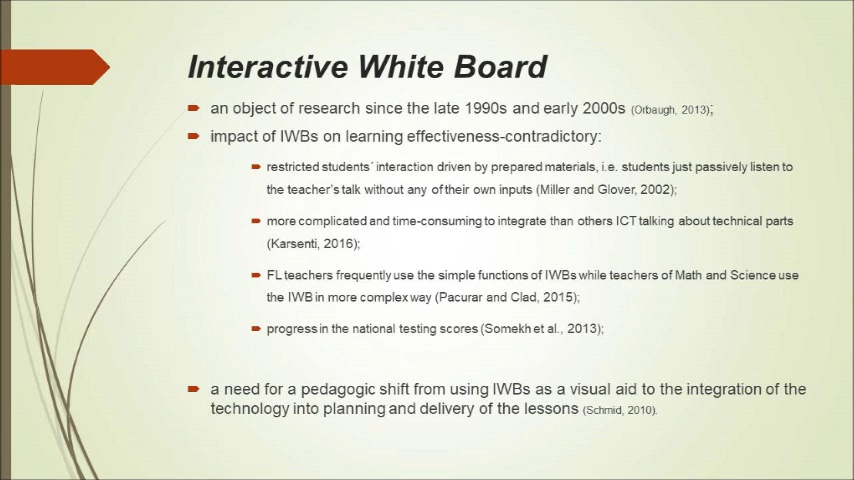 Interactive White Board
an object of research since the late 1990s and early 2000s (Orbaugh, 2013);
impact of IWBs on learning effectiveness-contradictory:
restricted students´ interaction driven by prepared materials, i.e. students just passively listen to
the teacher's talk without any of their own inputs (Miller and Glover, 2002);
more complicated and time-consuming to integrate than others ICT talking about technical parts
(Karsenti, 2016);
FL teachers frequently use the simple functions of IWBs while teachers of Math and Science use
the IWB in more complex way (Pacurar and Clad, 2015);
progress in the national testing scores (Somekh et al., 2013);
a need for a pedagogic shift from using IWBs as a visual aid to the integration of the
technology into planning and delivery of the lessons (Schmid, 2010).